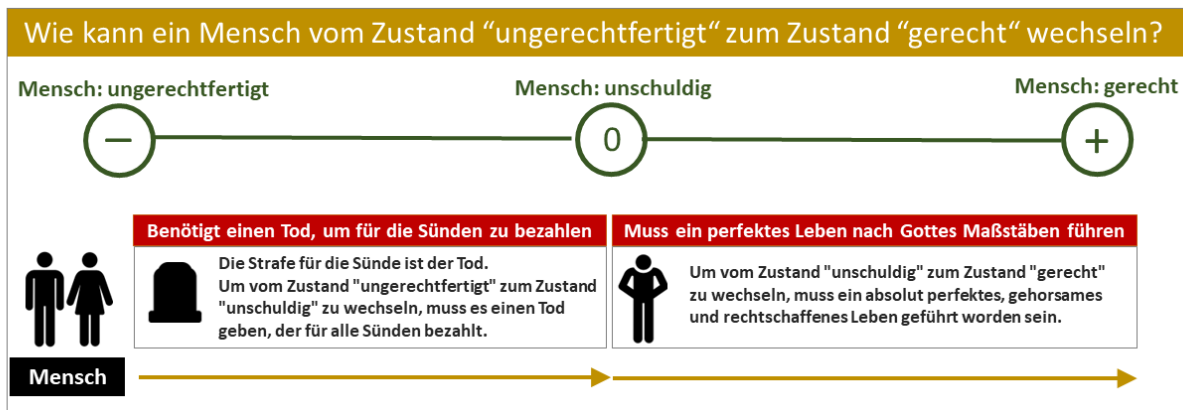 Wie kann ein Mensch vom Zustand “ungerechtfertigt“ zum Zustand “gerecht“ wechseln?
Mensch: ungerechtfertigt
Mensch: unschuldig
Mensch: gerecht
−
0
+
Benötigt einen Tod, um für die Sünden zu bezahlen
Die Strafe für die Sünde ist der Tod.
Um vom Zustand "ungerechtfertigt" zum Zustand
"unschuldig" zu wechseln, muss es einen Tod
geben, der für alle Sünden bezahlt.
Muss ein perfektes Leben nach Gottes Maßstäben führen
Um vom Zustand "unschuldig" zum Zustand "gerecht"
zu wechseln, muss ein absolut perfektes, gehorsames
und rechtschaffenes Leben geführt worden sein.
Mensch